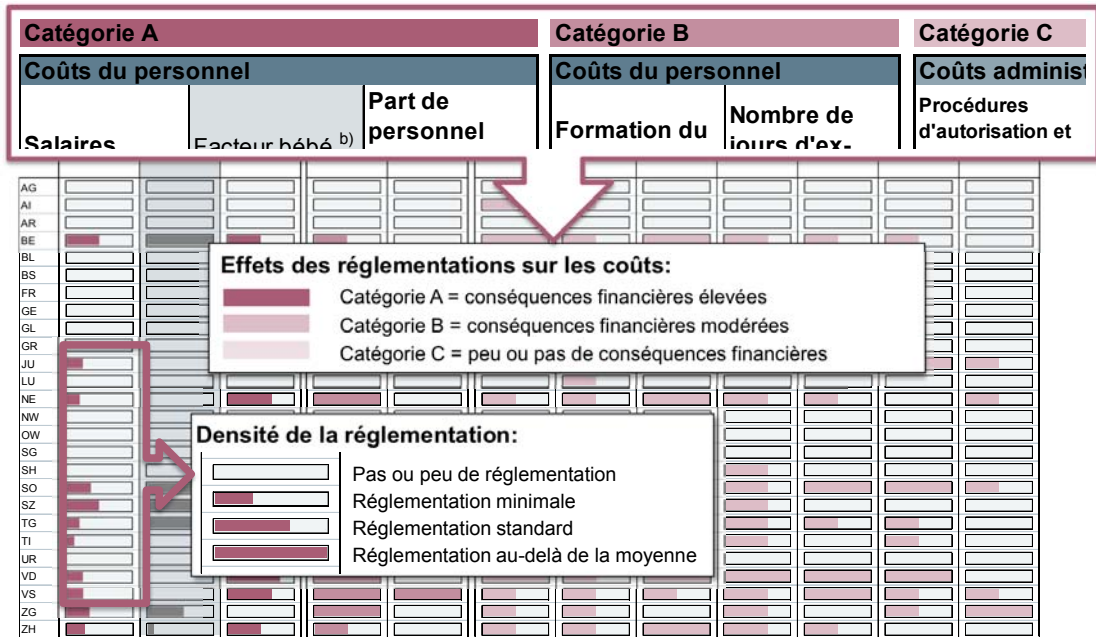 Catégorie A
Catégorie B
Catégorie C
Coûts du personnel
Coûts du personnel
Coûts administ
Salaires
Facteur bébé b)
Part de
personnel
Formation du
Nombre de
jours d'ex-
Procédures
d'autorisation et
AG
AI
AR
BE
BL
BS
FR
GE
GL
GR
JU
LU
NE
NW
OW
SG
SH
SO
SZ
TG
TI
UR
VD
VS
ZG
ZH
Effets des réglementations sur les coûts:
Catégorie A = conséquences financières élevées
Catégorie B = conséquences financières modérées
Catégorie C = peu ou pas de conséquences financières
Densité de la réglementation:
Pas ou peu de réglementation
Réglementation minimale
Réglementation standard
Réglementation au-delà de la moyenne